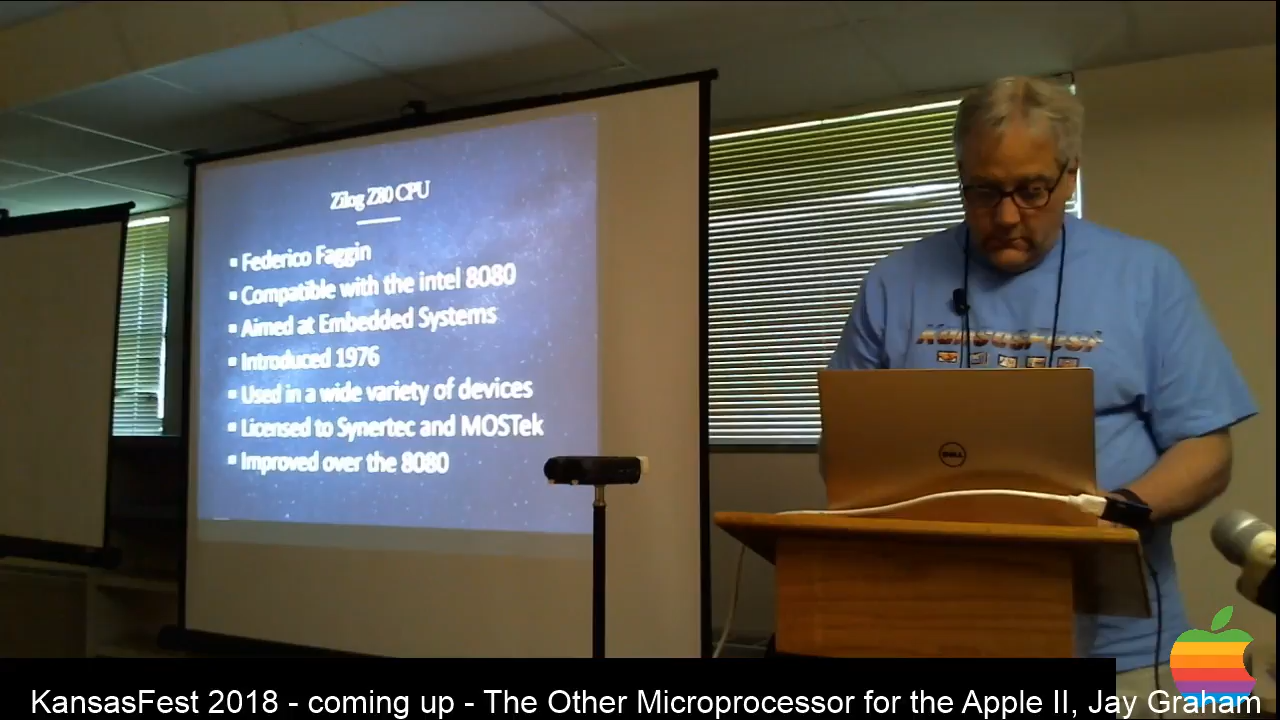 Zilog Z80 CPU
▪ Federico Faggin
▪ Compatible with the intel 8080
▪ Aimed at Embedded Systems
▪ Introduced 1976
▪ Used in a wide variety of devices
▪ Licensed to Synertec and MOSTek
▪ Improved over the 8080
KansasFest
DELL
KansasFest 2018 - coming up - The Other Microprocessor for the Apple II, Jay Graham